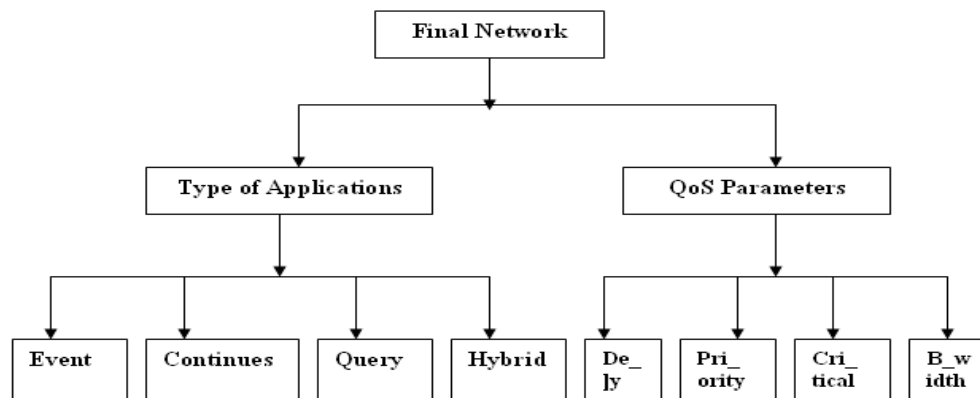 Final Network
Type of Applications
QoS Parameters
Event
Continues
Query
Hybrid
De_
ly
Pri_
ority
Cri_
tical
B_w
idth